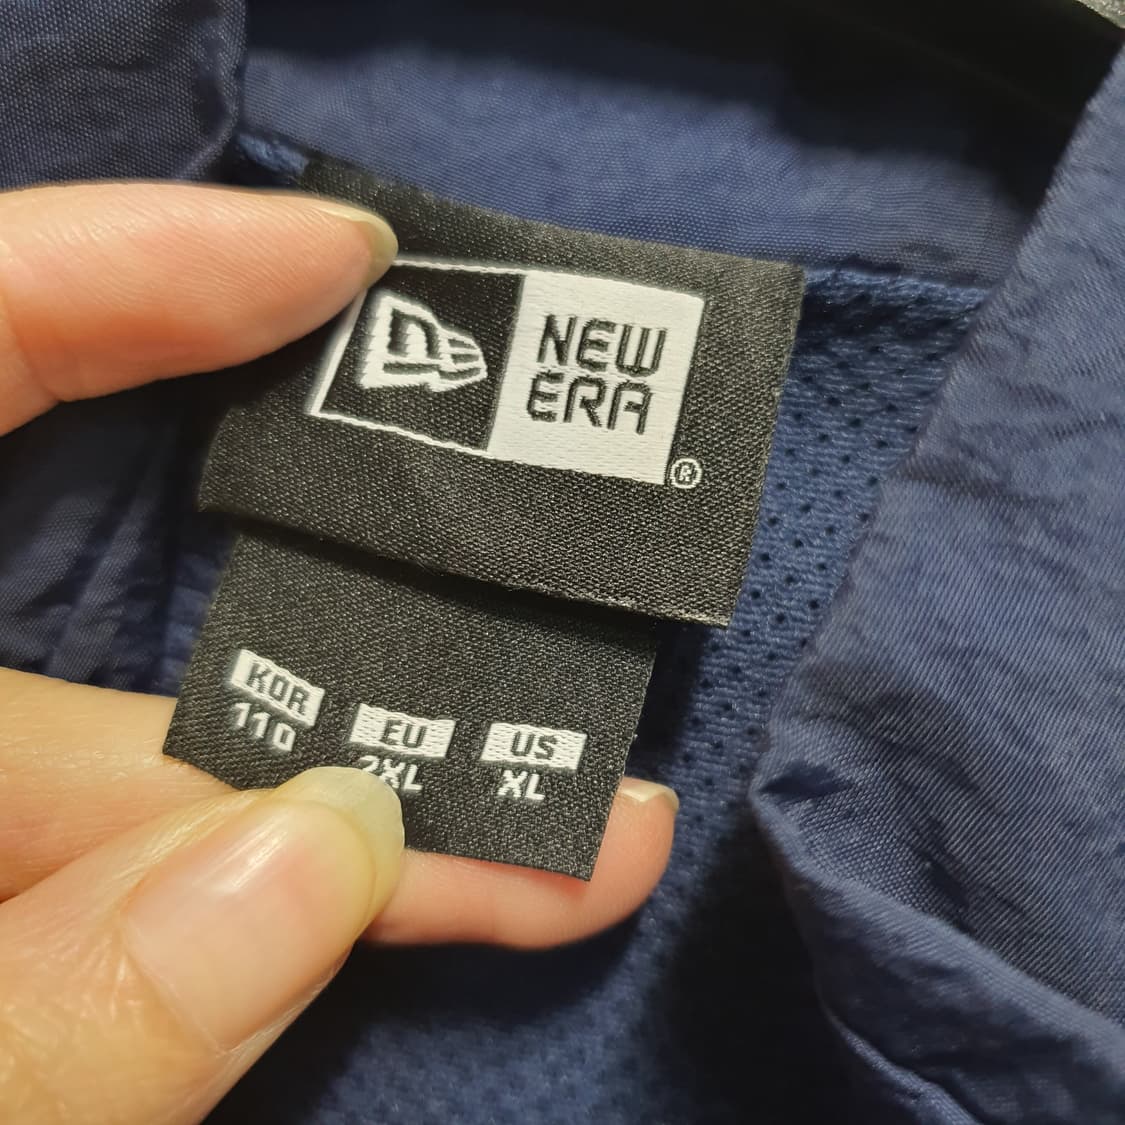 NEW
ERA
®
KOR EU US
110 2XL XL